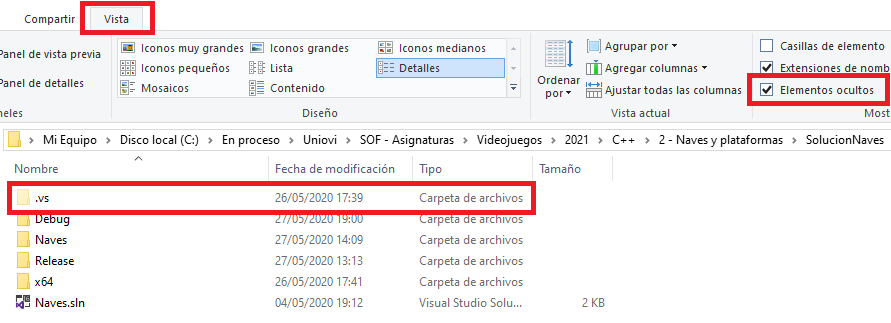 Compartir Vista
Panel de vista previa
Panel de detalles
neles
Iconos muy grandes Iconos grandes Iconos medianos
Iconos pequeños Lista Detalles
Mosaicos Contenido
Diseño
Ordenar por
Agrupar por
Agregar columnas
Ajustar todas las columnas
Vista actual
Casillas de elemento
Extensiones de nomb
Elementos ocultos
Most
Mi Equipo > Disco local (C:) > En proceso > Uniovi > SOF - Asignaturas > Videojuegos > 2021 > C++ > 2 - Naves y plataformas > SolucionNaves
Nombre Fecha de modificación Tipo Tamaño
.vs 26/05/2020 17:39 Carpeta de archivos
Debug 27/05/2020 19:00 Carpeta de archivos
Naves 27/05/2020 14:09 Carpeta de archivos
Release 27/05/2020 13:13 Carpeta de archivos
x64 26/05/2020 17:41 Carpeta de archivos
Naves.sln 04/05/2020 19:12 Visual Studio Solu... 2 KB